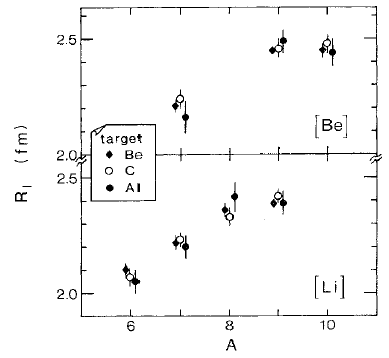 2.5
[Be]
2.0
target
Be
C
Al
R_I (fm)
2.5
2.0
[Li]
6 7 8 9 10
A